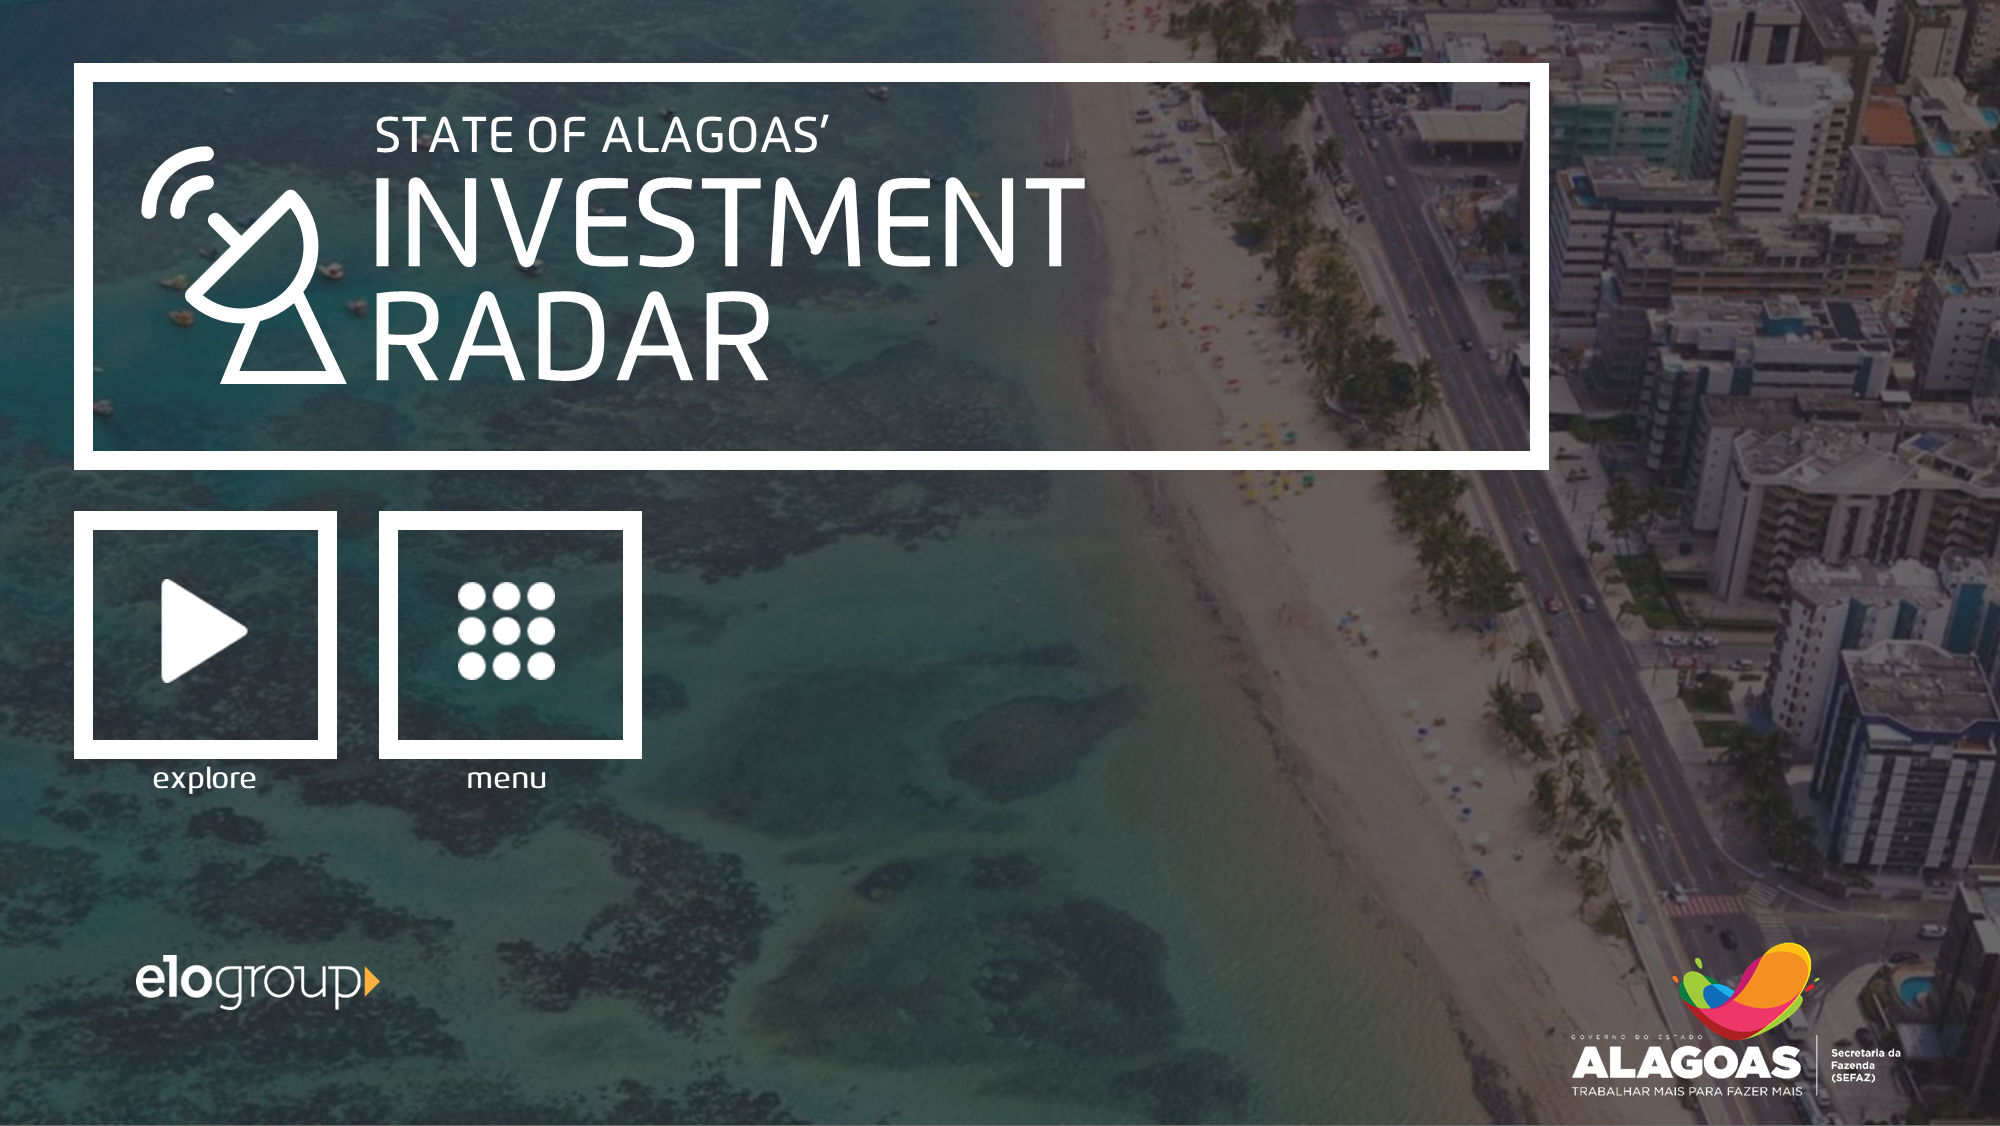 STATE OF ALAGOAS’
INVESTMENT
RADAR
explore
menu
elogroup
GOVERNO DO ESTADO
ALAGOAS
TRABALHAR MAIS PARA FAZER MAIS
Secretaria da
Fazenda
(SEFAZ)